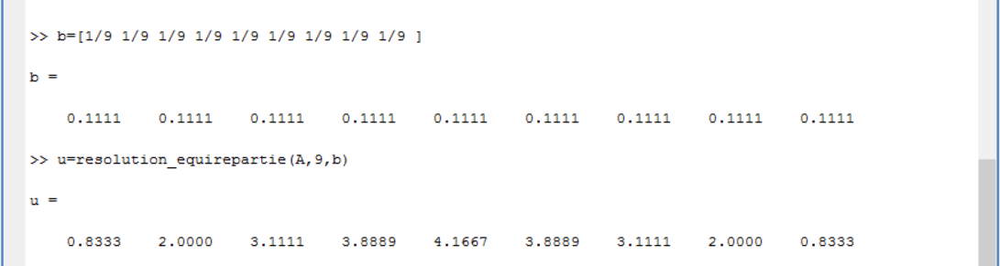 >> b=[1/9 1/9 1/9 1/9 1/9 1/9 1/9 1/9 1/9 ]
b =
0.1111 0.1111 0.1111 0.1111 0.1111 0.1111 0.1111 0.1111 0.1111
>> u=resolution_equirepartie(A,9,b)
u =
0.8333 2.0000 3.1111 3.8889 4.1667 3.8889 3.1111 2.0000 0.8333